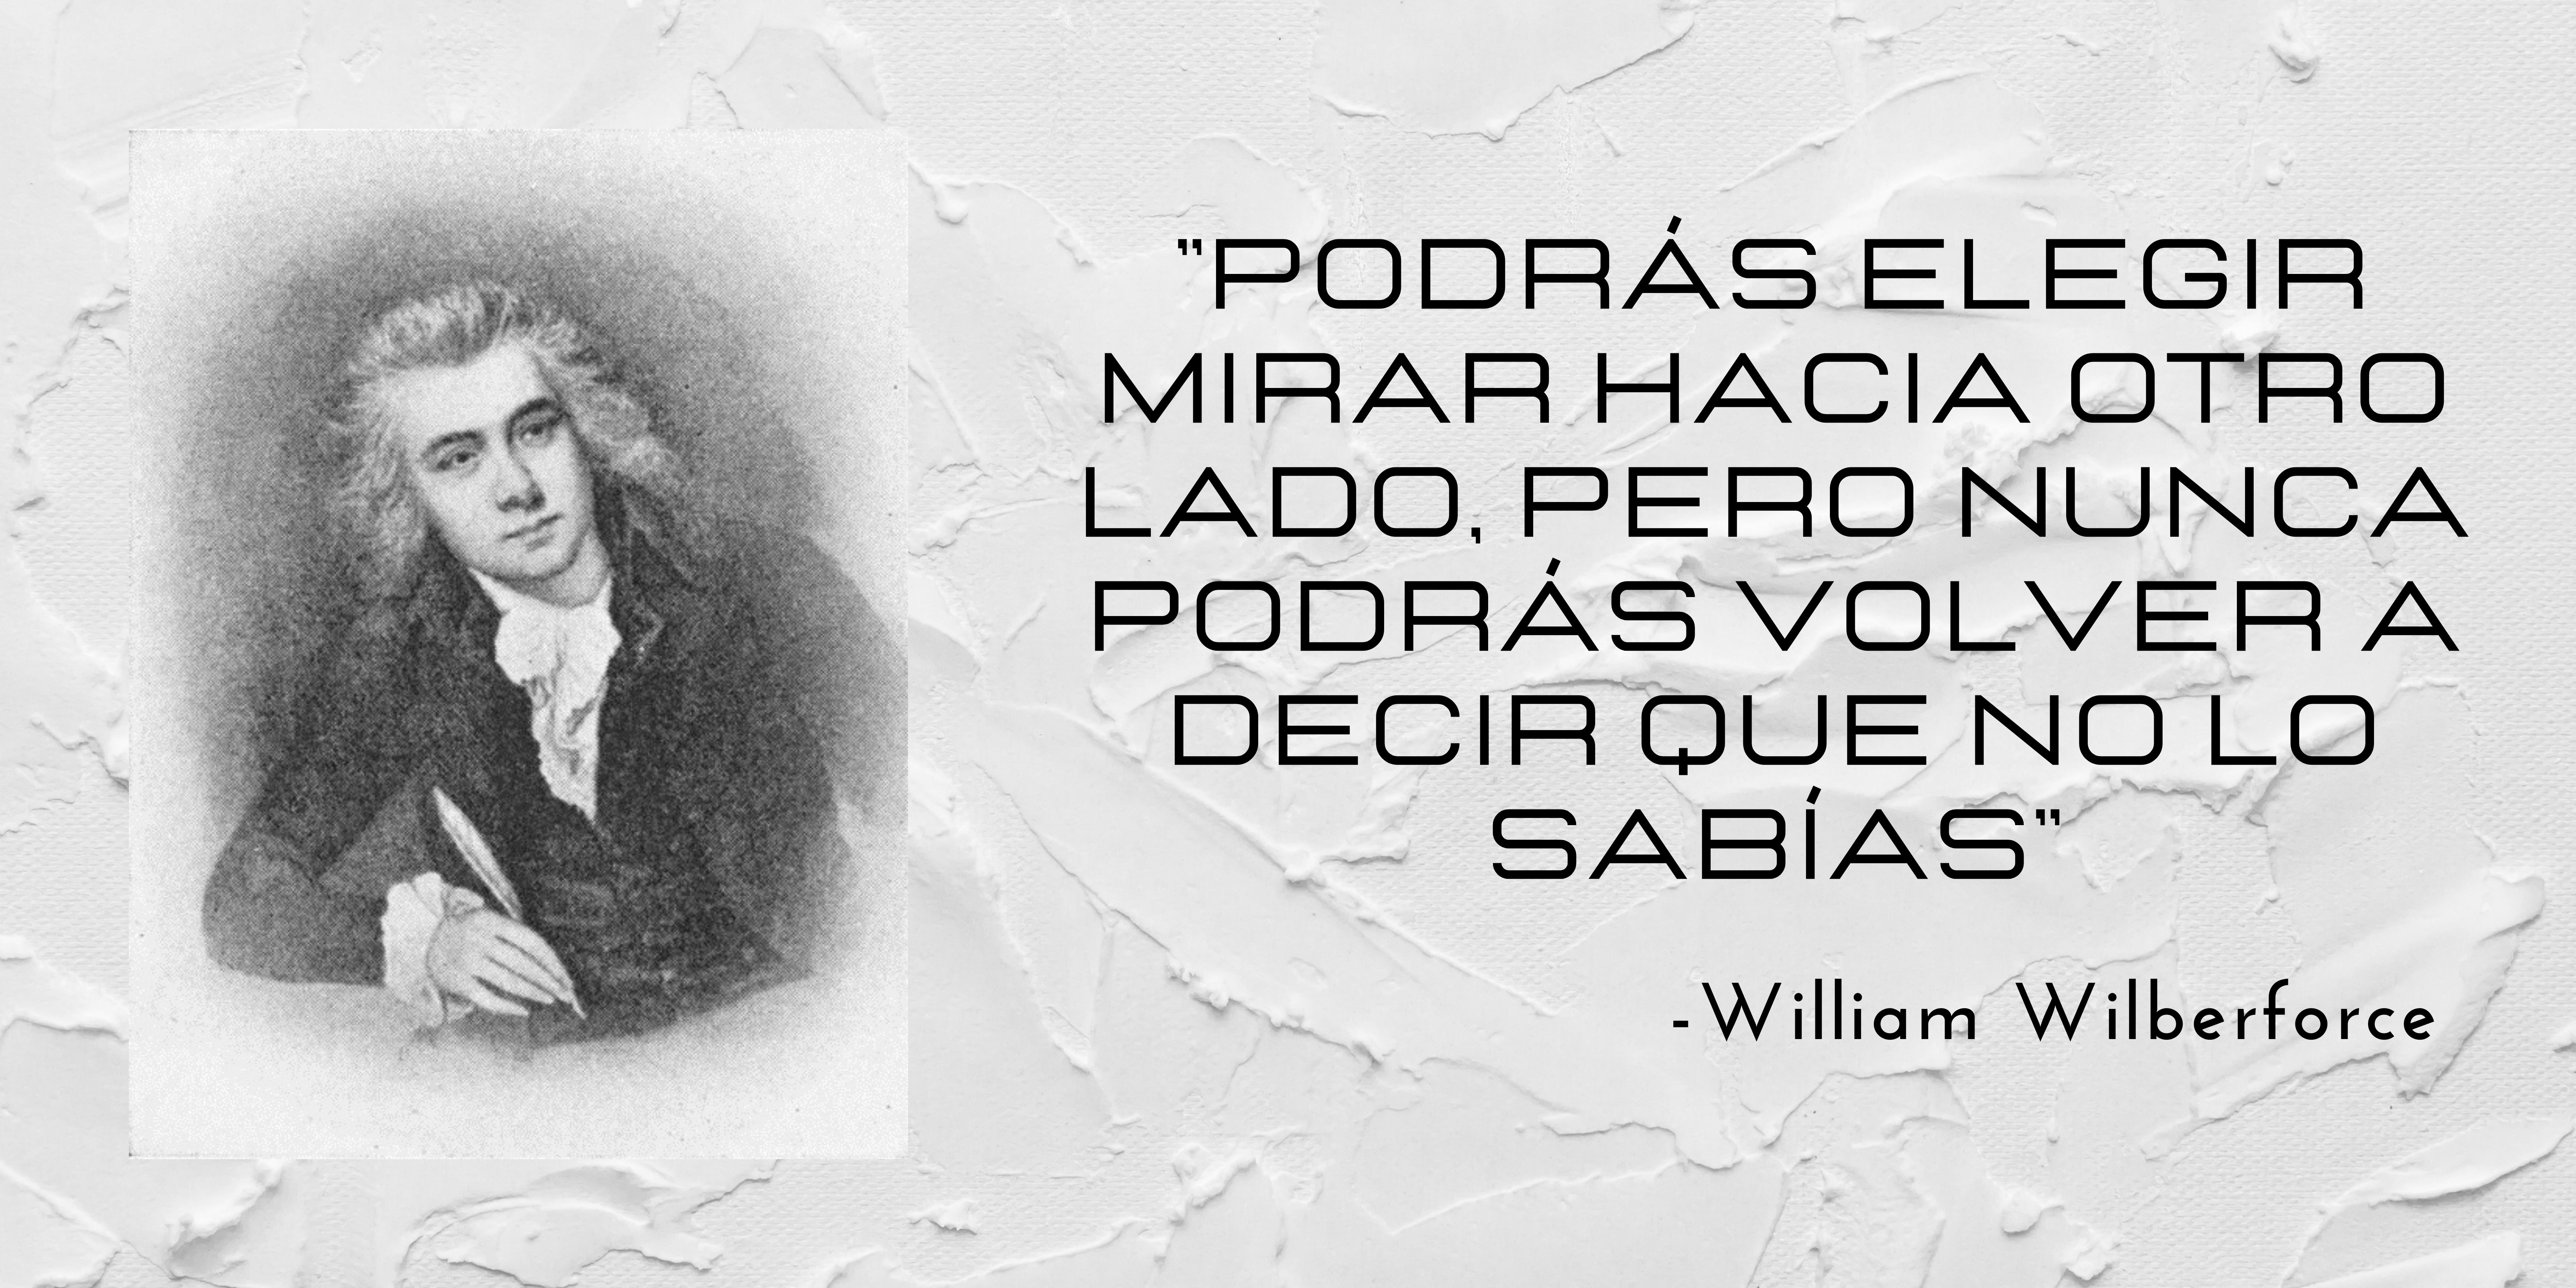 "PODRÁS ELEGIR
MIRAR HACIA OTRO
LADO, PERO NUNCA
PODRÁS VOLVER A
DECIR QUE NO LO
SABÍAS"
-William Wilberforce